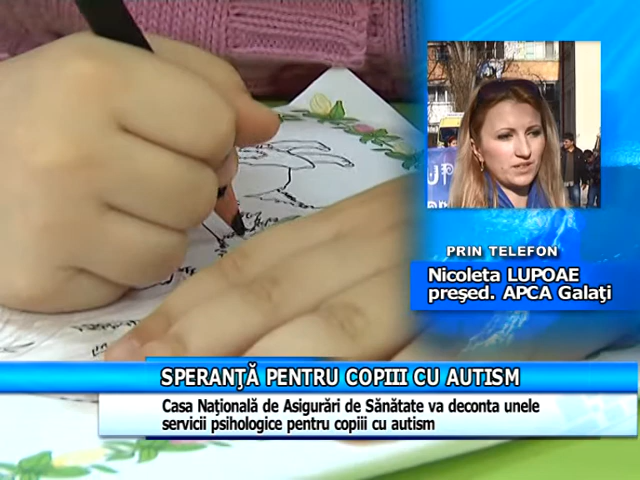 PRIN TELEFON
Nicoleta LUPOAE
preşed. APCA Galaţi
SPERANŢĂ PENTRU COPIII CU AUTISM
Casa Naţională de Asigurări de Sănătate va deconta unele
servicii psihologice pentru copiii cu autism